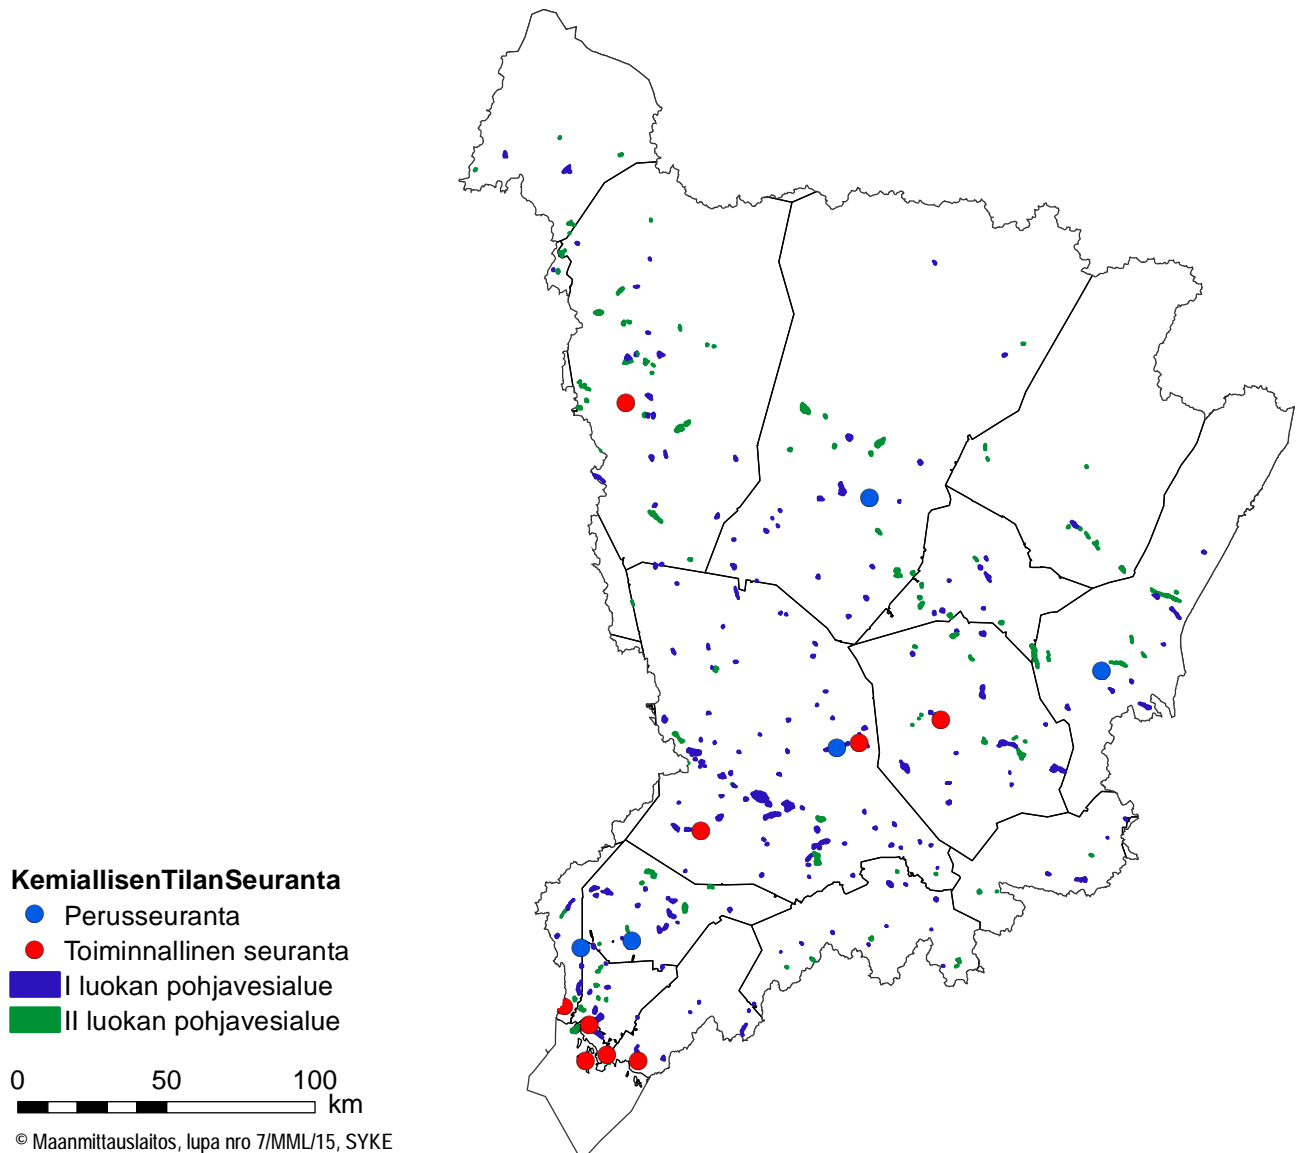 KemiallisenTilanSeuranta
Perusseuranta
Toiminnallinen seuranta
I luokan pohjavesialue
II luokan pohjavesialue
0 50 100
km
© Maanmittauslaitos, lupa nro 7/MML/15, SYKE